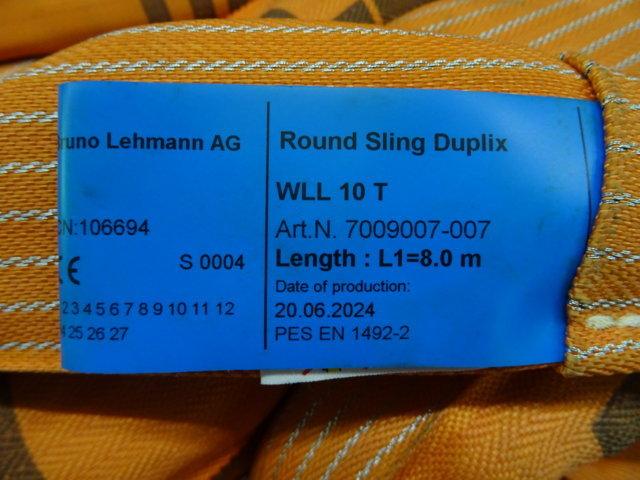 runo Lehmann AG
N:106694
CE S 0004
2 3 4 5 6 7 8 9 10 11 12
25 26 27
Round Sling Duplix
WLL 10 T
Art.N. 7009007-007
Length : L1=8.0 m
Date of production:
20.06.2024
PES EN 1492-2